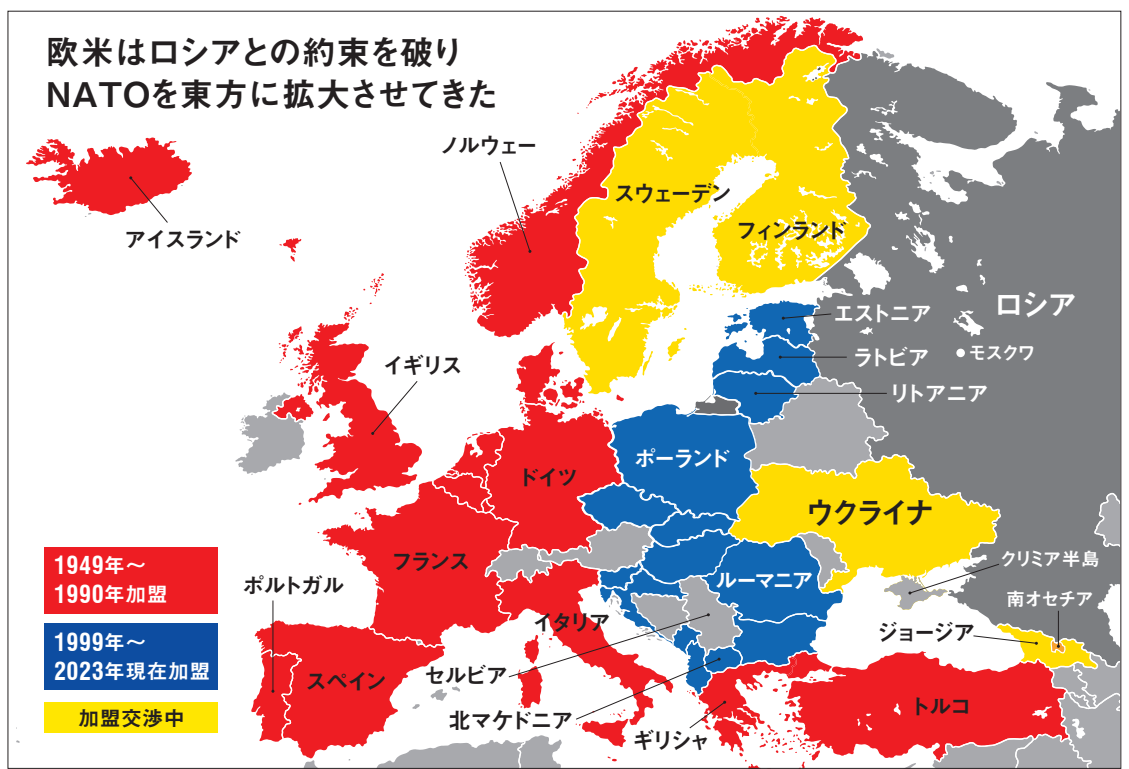 欧米はロシアとの約束を破り
NATOを東方に拡大させてきた
ノルウェー
アイスランド
スウェーデン
フィンランド
エストニア
ロシア
ラトビア
モスクワ
イギリス
リトアニア
ポーランド
ドイツ
ウクライナ
フランス
クリミア半島
1949年〜
1990年加盟
ポルトガル
ルーマニア
南オセチア
イタリア
ジョージア
1999年〜
2023年現在加盟
スペイン
セルビア
トルコ
加盟交渉中
北マケドニア
ギリシャ